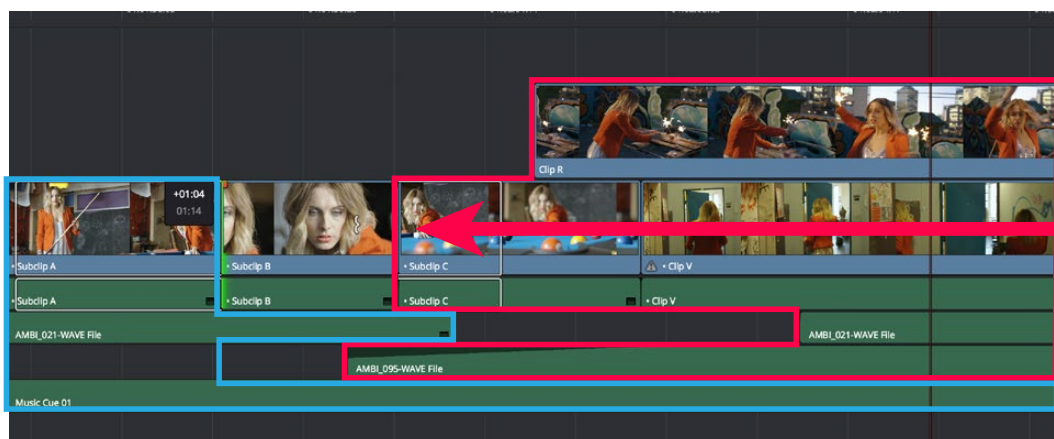 Clip R
+01:04
01:14
• Subclip A
• Subclip B
• Subclip C
• Clip V
• Subclip A
• Subclip B
• Subclip C
• Clip V
AMBI_021-WAVE File
AMBI_021-WAVE File
AMBI_095-WAVE File
Music Cue 01